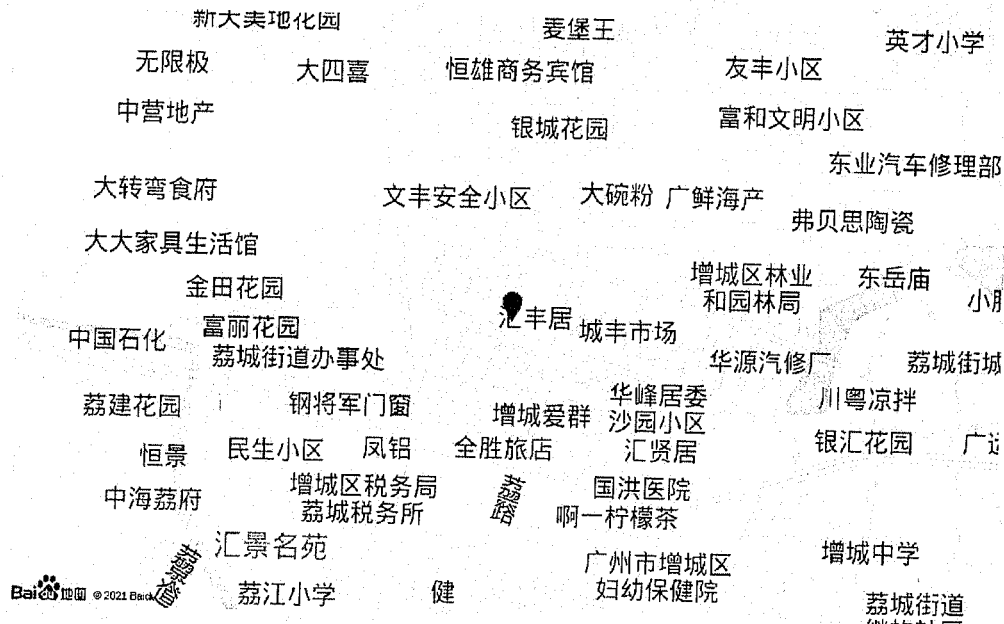 新大美地花园
麦堡王
英才小学
无限极
大四喜
恒雄商务宾馆
友丰小区
中营地产
银城花园
富和文明小区
东业汽车修理部
大转弯食府
文丰安全小区
大碗粉
广鲜海产
弗贝思陶瓷
大大家具生活馆
金田花园
增城区林业
和园林局
东岳庙
汇丰居
城丰市场
中国石化
富丽花园
荔城街道办事处
华源汽修厂
荔城街城
荔建花园
钢将军门窗
增城爱群
华峰居委
沙园小区
川粤凉拌
恒景
民生小区
凤铝
全胜旅店
汇贤居
银汇花园
中海荔府
增城区税务局
荔城税务所
国洪医院
啊一柠檬茶
汇景名苑
广州市增城区
妇幼保健院
增城中学
Bai 地图 © 2021 Baidu
荔江小学
健
荔城街道